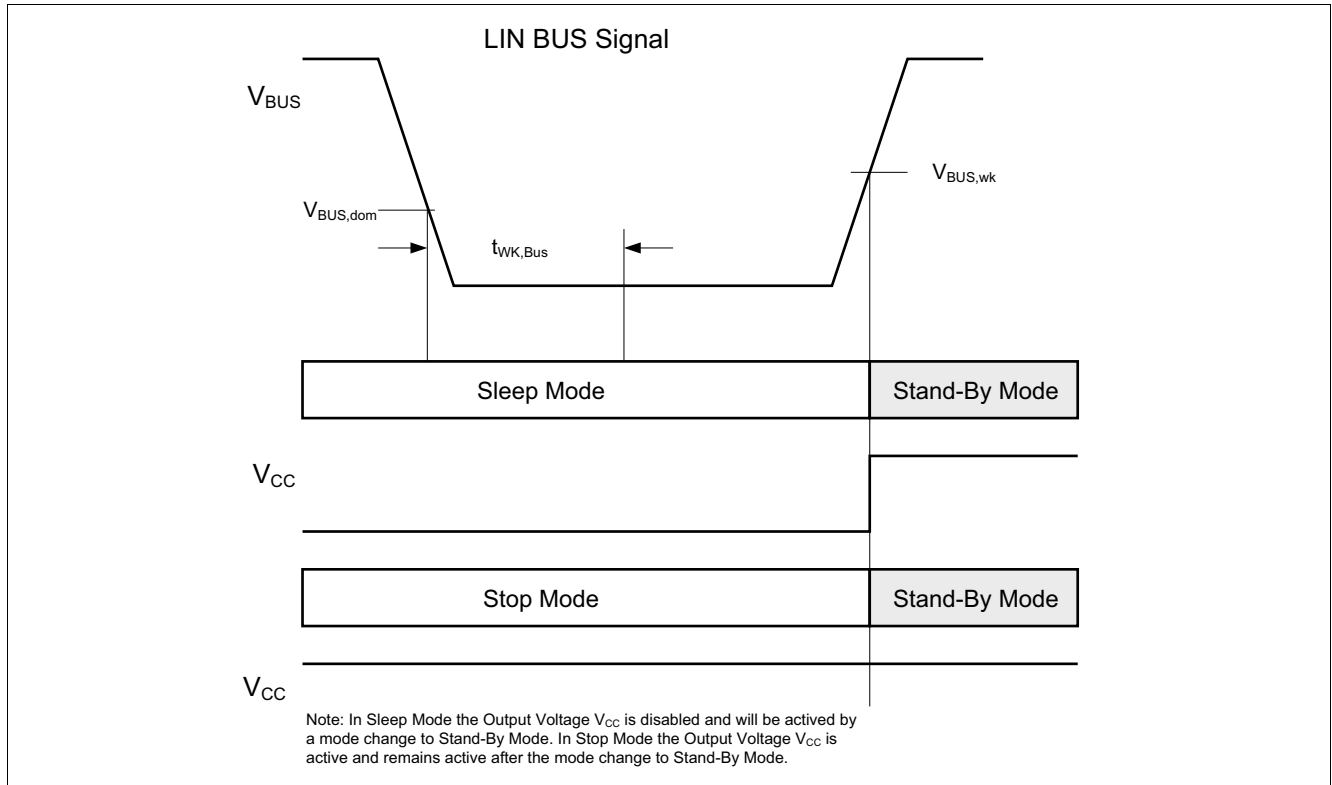 LIN BUS Signal
VBUS
VBUS,wk
VBUS,dom
tWK,Bus
Sleep Mode
Stand-By Mode
VCC
Stop Mode
Stand-By Mode
VCC
Note: In Sleep Mode the Output Voltage VCC is disabled and will be actived by
a mode change to Stand-By Mode. In Stop Mode the Output Voltage VCC is
active and remains active after the mode change to Stand-By Mode.